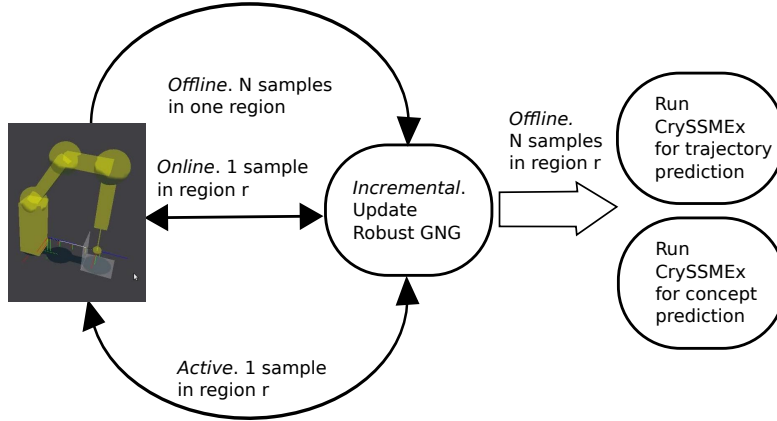 Offline. N samples
in one region
Online. 1 sample
in region r
Active. 1 sample
in region r
Incremental.
Update
Robust GNG
Offline.
N samples
in region r
Run
CrySSMEx
for trajectory
prediction
Run
CrySSMEx
for concept
prediction